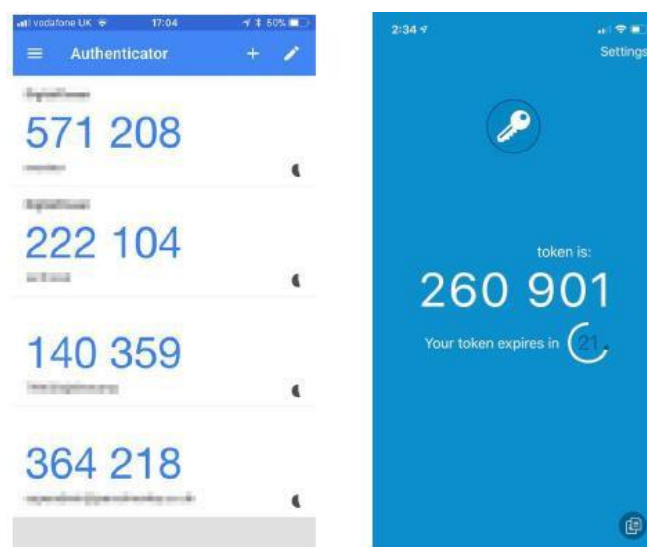 vodafone UK 17:04 50%
Authenticator
571 208
222 104
140 359
364 218
2:34
Settings
token is:
260 901
Your token expires in 21